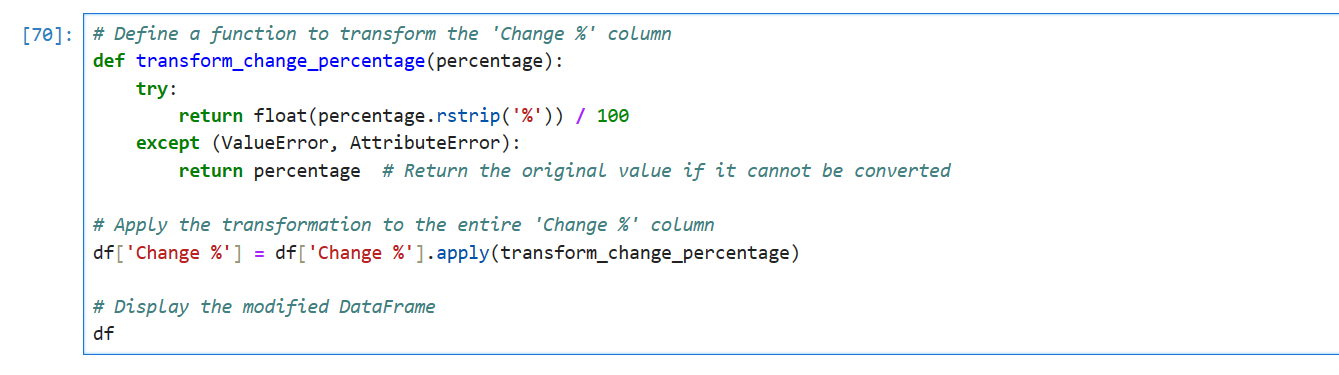 [70]: # Define a function to transform the 'Change %' column
def transform_change_percentage(percentage):
    try:
        return float(percentage.rstrip('%')) / 100
    except (ValueError, AttributeError):
        return percentage  # Return the original value if it cannot be converted

# Apply the transformation to the entire 'Change %' column
df['Change %'] = df['Change %'].apply(transform_change_percentage)

# Display the modified DataFrame
df